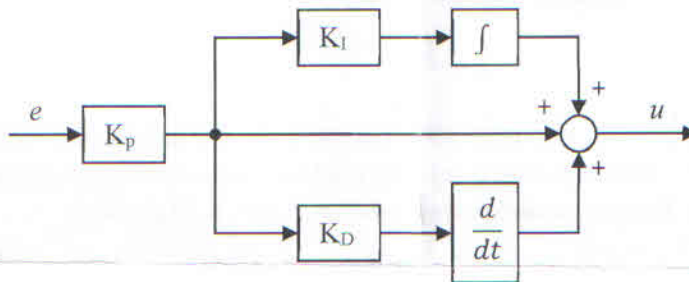 K_I ∫
+
e K_p + u
+
K_D d/dt